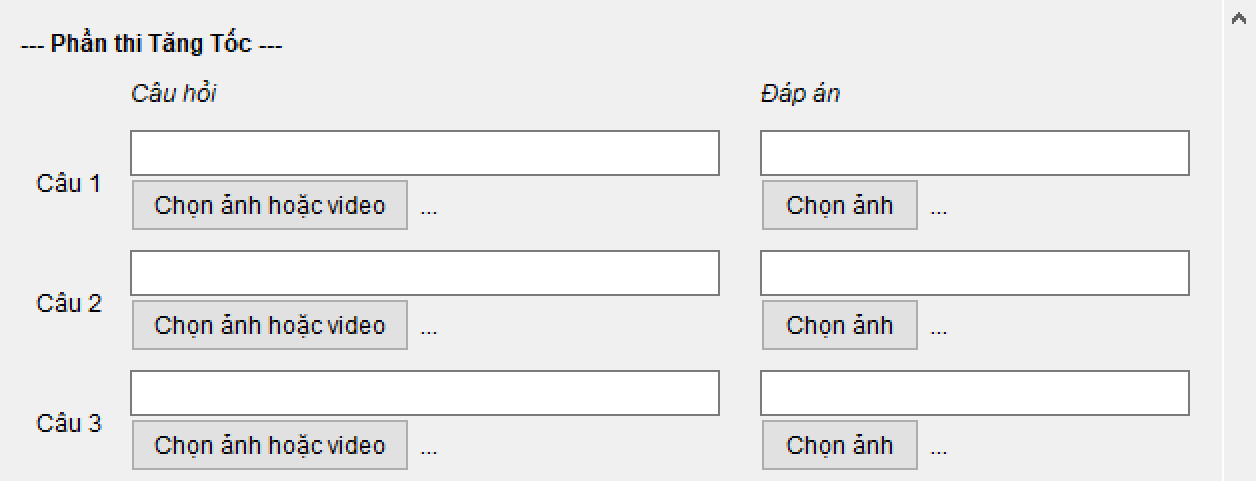 --- Phần thi Tăng Tốc ---
Câu hỏi Đáp án
Câu 1
Chọn ảnh hoặc video ... Chọn ảnh ...
Câu 2
Chọn ảnh hoặc video ... Chọn ảnh ...
Câu 3
Chọn ảnh hoặc video ... Chọn ảnh ...